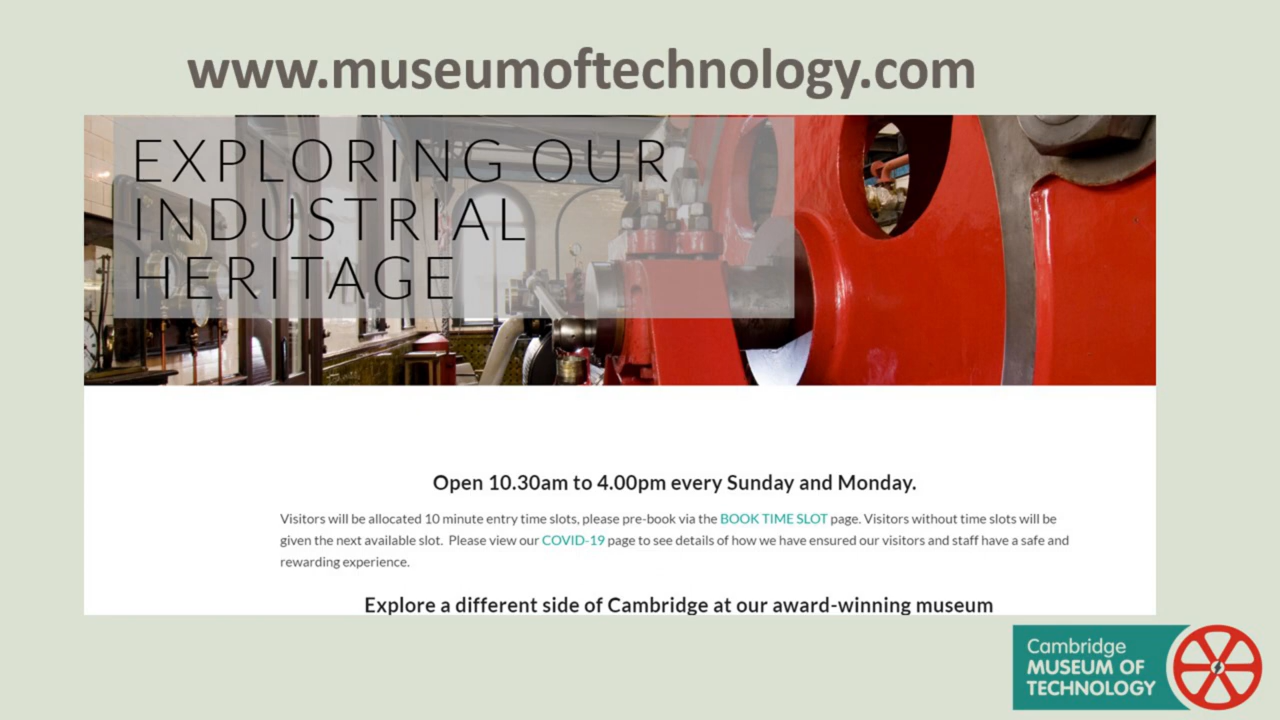 www.museumoftechnology.com
EXPLORING OUR
INDUSTRIAL
HERITAGE
Open 10.30am to 4.00pm every Sunday and Monday.
Visitors will be allocated 10 minute entry time slots, please pre-book via the BOOK TIME SLOT page. Visitors without time slots will be
given the next available slot. Please view our COVID-19 page to see details of how we have ensured our visitors and staff have a safe and
rewarding experience.
Explore a different side of Cambridge at our award-winning museum
Cambridge
MUSEUM OF
TECHNOLOGY